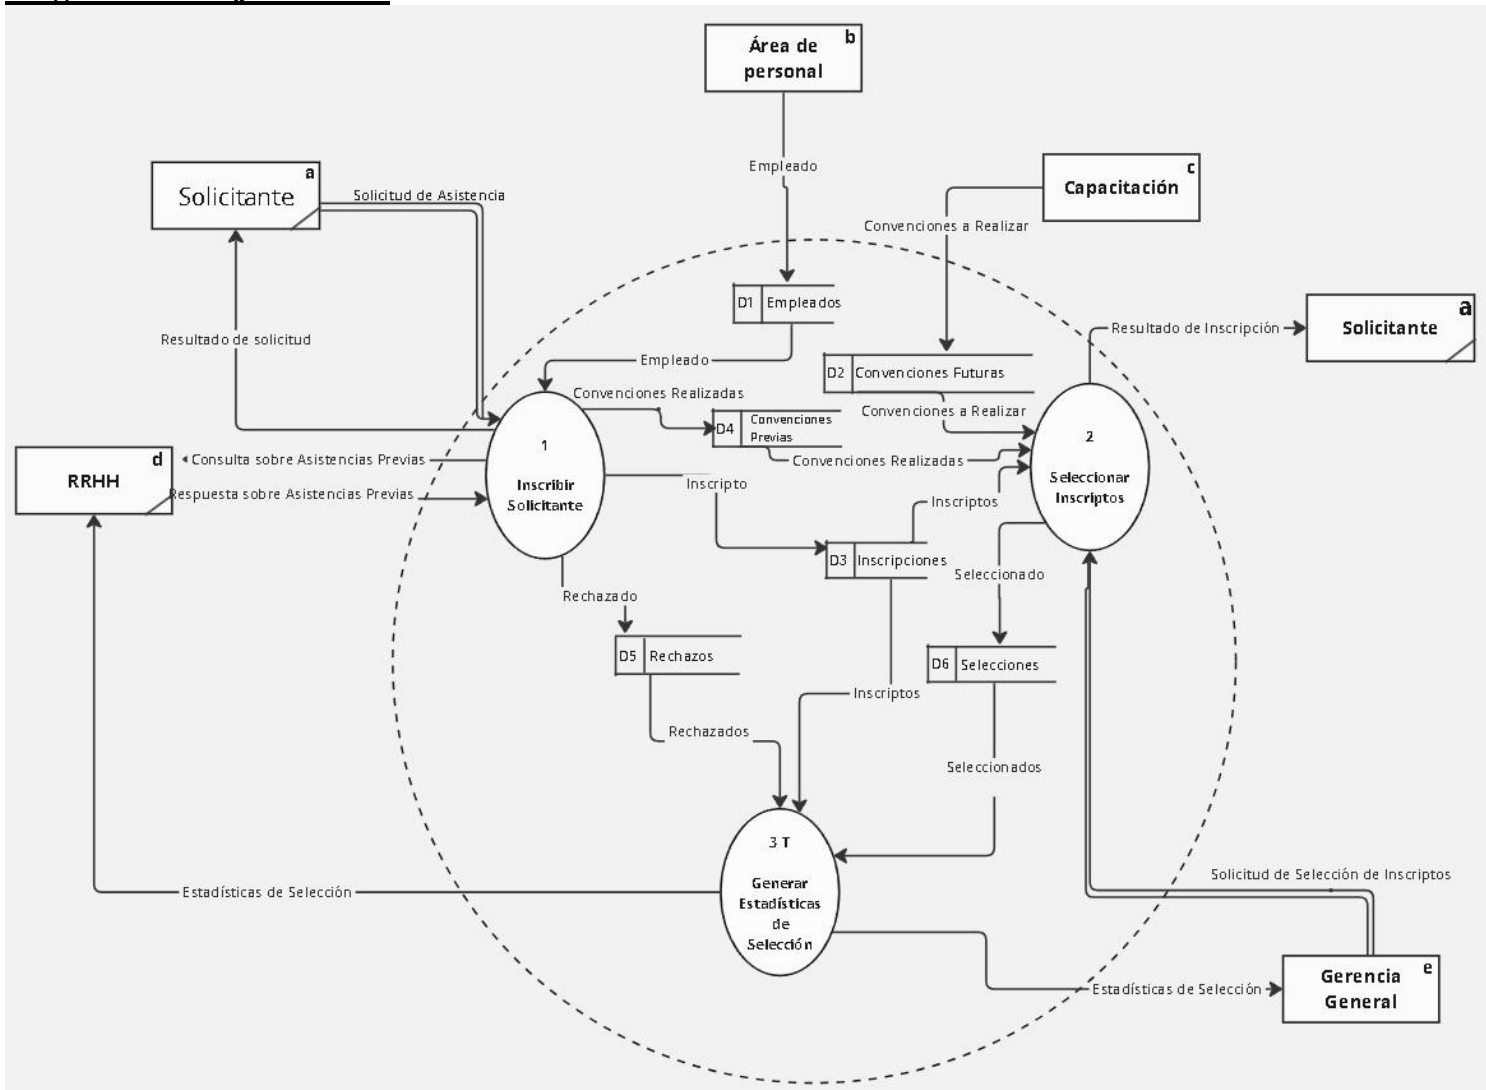 Área de
personal
b
Solicitante
a
Solicitud de Asistencia
Empleado
Capacitación
c
Convenciones a Realizar
D1 Empleados
Solicitante
a
Resultado de Inscripción
Resultado de solicitud
Empleado
D2 Convenciones Futuras
Convenciones Realizadas
Convenciones a Realizar
D4 Convenciones
Previas
1
Inscribir
Solicitante
2
Seleccionar
Inscriptos
RRHH
d
Consulta sobre Asistencias Previas
Convenciones Realizadas
Respuesta sobre Asistencias Previas
Inscripto
Inscriptos
D3 Inscripciones
Seleccionado
Rechazado
D5 Rechazos
D6 Selecciones
Inscriptos
Rechazados
Seleccionados
3 T
Generar
Estadísticas
de
Selección
Estadísticas de Selección
Solicitud de Selección de Inscriptos
Estadísticas de Selección
Gerencia
General
e